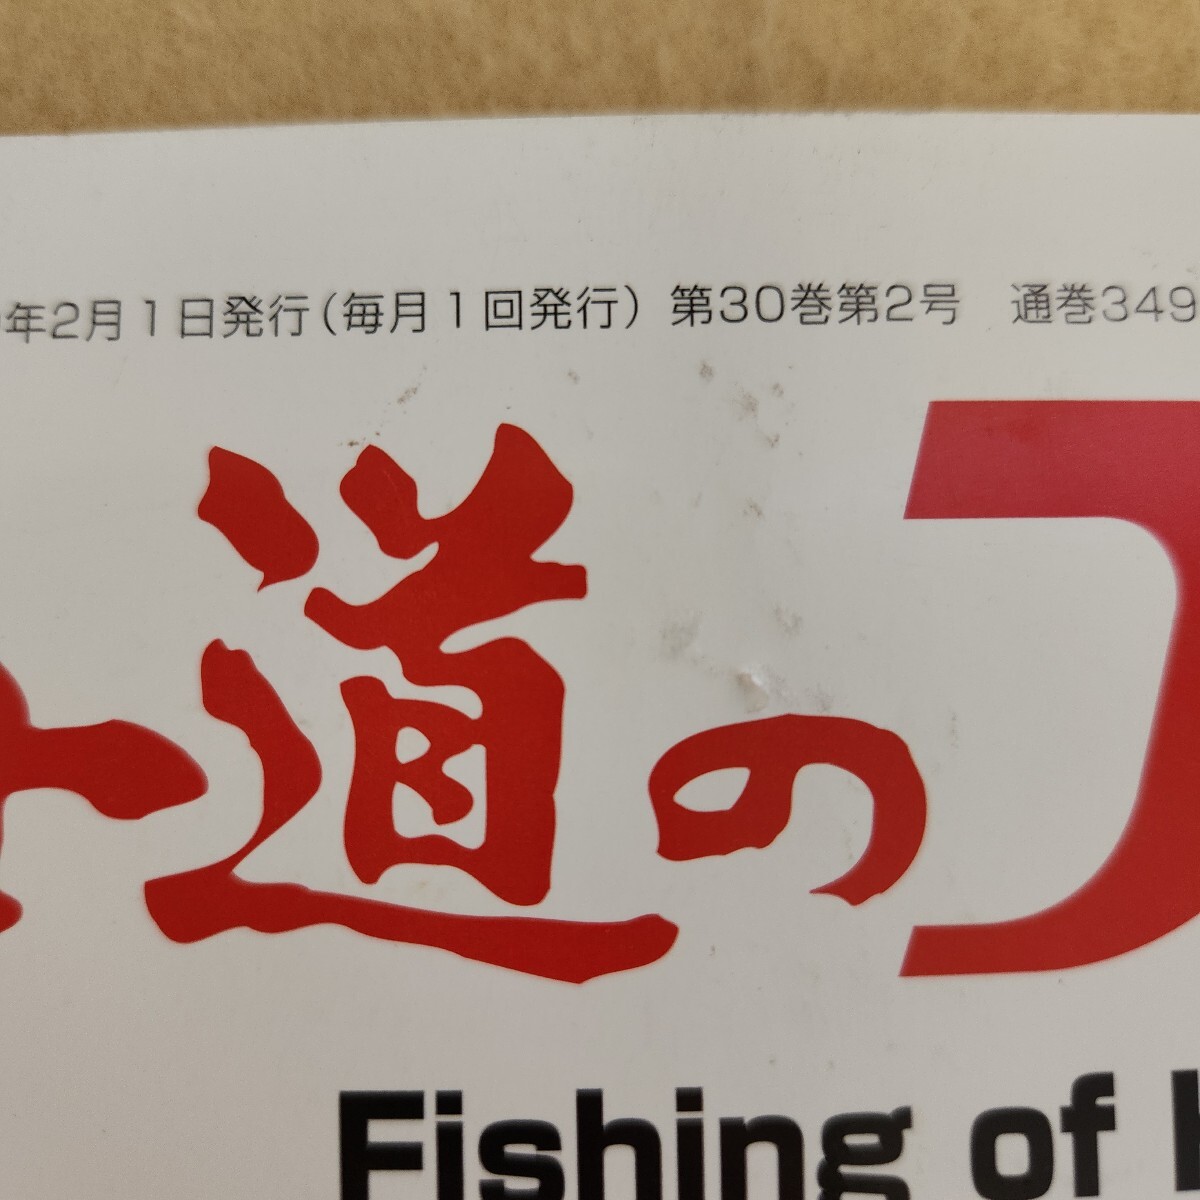 年2月1日発行(毎月1回発行) 第30巻第2号 通巻349
道の
Fishing of